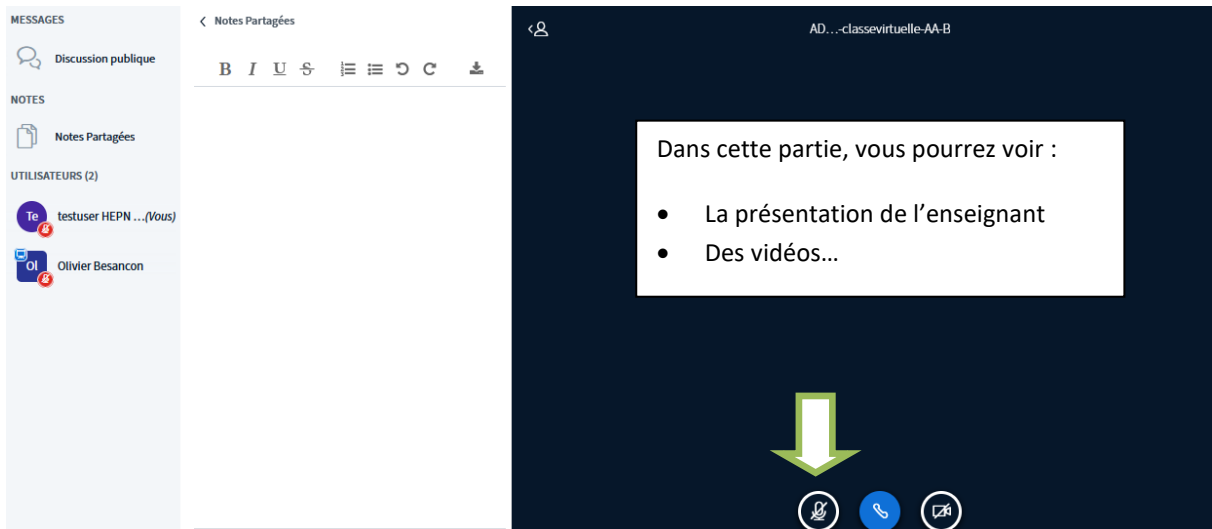 MESSAGES
Discussion publique
NOTES
Notes Partagées
UTILISATEURS (2)
Te testuser HEPN ...(Vous)
Ol Olivier Besancon
Notes Partagées
B I U S
AD...-classevirtuelle-AA-B
Dans cette partie, vous pourrez voir :
• La présentation de l’enseignant
• Des vidéos…